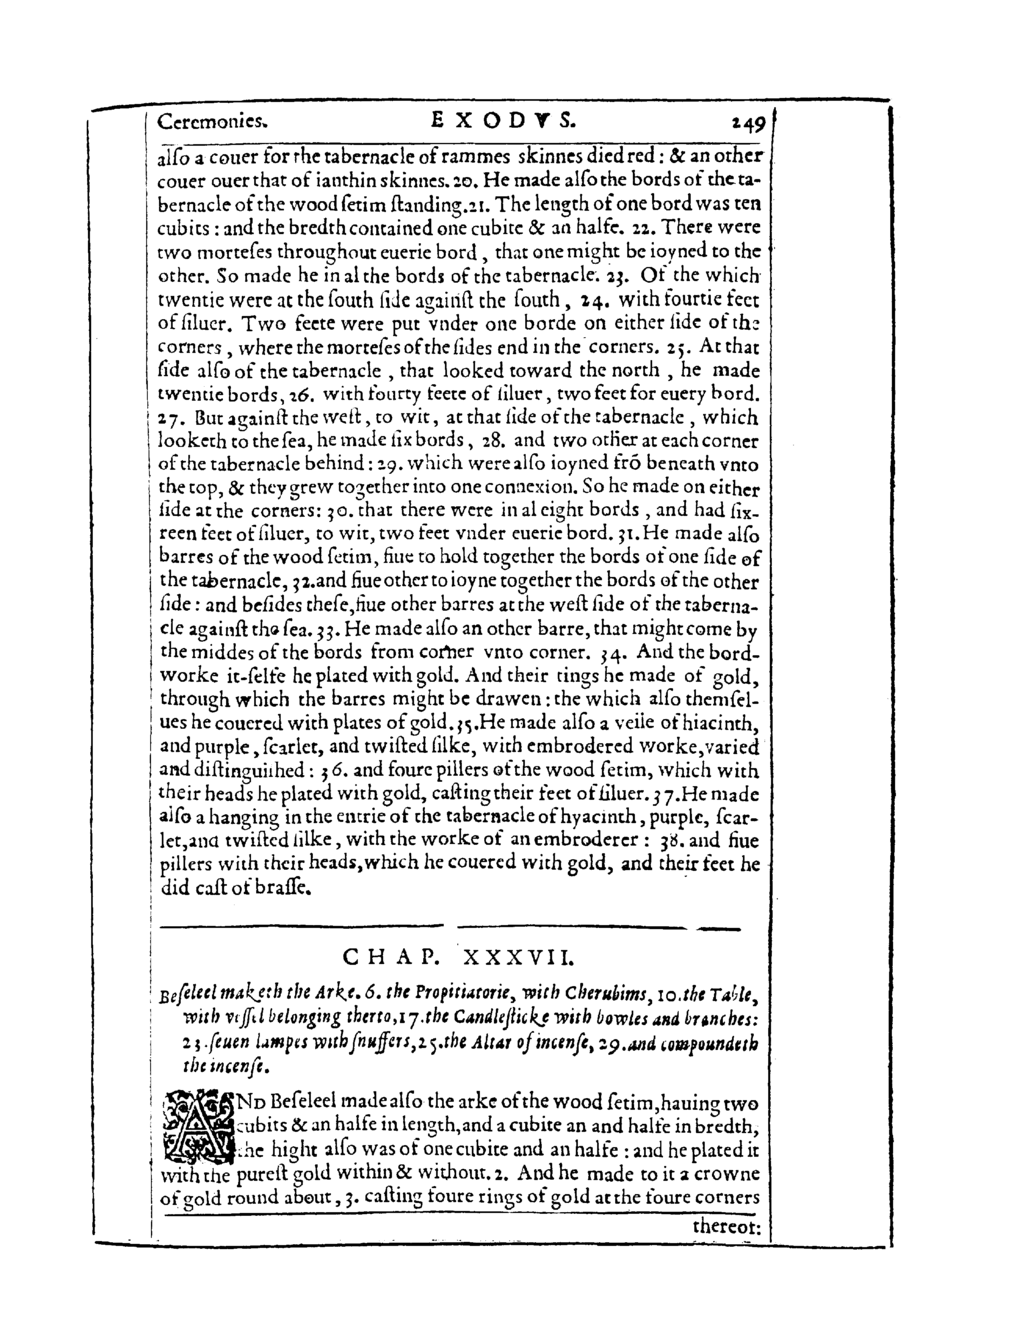 Ceremonies. EXODVS. 249
alſo a couer for the tabernacle of rammes skinnes died red : & an other
couer ouer that of ianthin skinnes. 20. He made alſo the bords of the ta-
bernacle of the wood ſetim ſtanding. 21. The length of one bord was ten
cubits : and the bredth contained one cubite & an halfe. 22. There were
two morteſes throughout euerie bord , that one might be ioyned to the
other. So made he in al the bords of the tabernacle. 23. Of the which
twentie were at the ſouth ſide againſt the ſouth , 24. with fourtie feet
of ſiluer. Two feete were put vnder one borde on either ſide of the
corners , where the morteſes of the ſides end in the corners. 25. At that
ſide alſo of the tabernacle , that looked toward the north , he made
twentie bords, 26. with fourty feete of ſiluer , two feet for euery bord.
27. But againſt the weſt , to wit , at that ſide of the tabernacle , which
looketh to the ſea, he made ſix bords , 28. and two other at each corner
of the tabernacle behind : 29. which were alſo ioyned frō beneath vnto
the top, & they grew together into one connexion. So he made on either
ſide at the corners: 30. that there were in al eight bords , and had ſix-
teen feet of ſiluer, to wit, two feet vnder euerie bord. 31. He made alſo
barres of the wood ſetim, fiue to hold together the bords of one ſide of
the tabernacle, 32. and fiue other to ioyne together the bords of the other
ſide : and beſides theſe, fiue other barres at the weſt ſide of the taberna-
cle againſt the ſea. 33. He made alſo an other barre, that might come by
the middes of the bords from corner vnto corner. 34. And the bord-
worke it-ſelfe he plated with gold. And their rings he made of gold,
through which the barres might be drawen : the which alſo themſel-
ues he couered with plates of gold. 35. He made alſo a veile of hiacinth,
and purple, ſcarlet, and twiſted ſilke, with embrodered worke, varied
and diſtinguiſhed : 36. and foure pillers of the wood ſetim, which with
their heads he plated with gold, caſting their feet of ſiluer. 37. He made
alſo a hanging in the entrie of the tabernacle of hyacinth, purple, ſcar-
let, and twiſted ſilke , with the worke of an embroderer : 38. and fiue
pillers with their heads, which he couered with gold, and their feet he
did caſt of braſſe.
CHAP. XXXVII.
Beſeleel maketh the Arke. 6. the Propitiatorie, with Cherubims, 10. the Table,
with veſſel belonging therto, 17. the Candleſticke with bowles and branches:
23. ſeuen lampes with ſnuffers, 25. the Altar of incenſe, 29. and compoundeth
the incenſe.
AND Beſeleel made alſo the arke of the wood ſetim, hauing two
cubits & an halfe in length, and a cubite an and halfe in bredth,
the hight alſo was of one cubite and an halfe : and he plated it
with the pureſt gold within & without. 2. And he made to it a crowne
of gold round about , 3. caſting foure rings of gold at the foure corners
thereof: